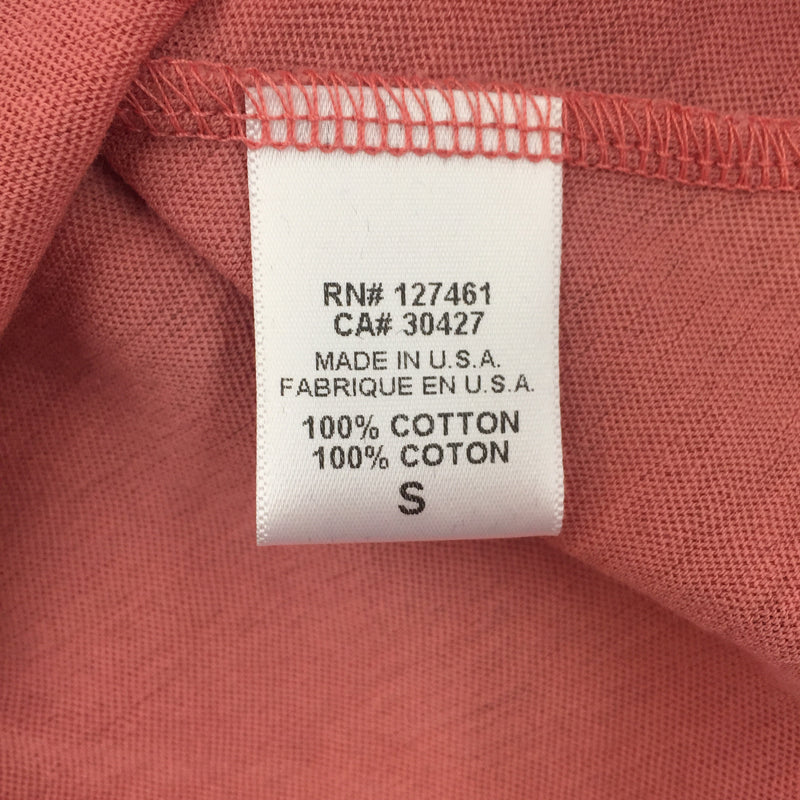 RN# 127461
CA# 30427
MADE IN U.S.A.
FABRIQUE EN U.S.A.
100% COTTON
100% COTON
S